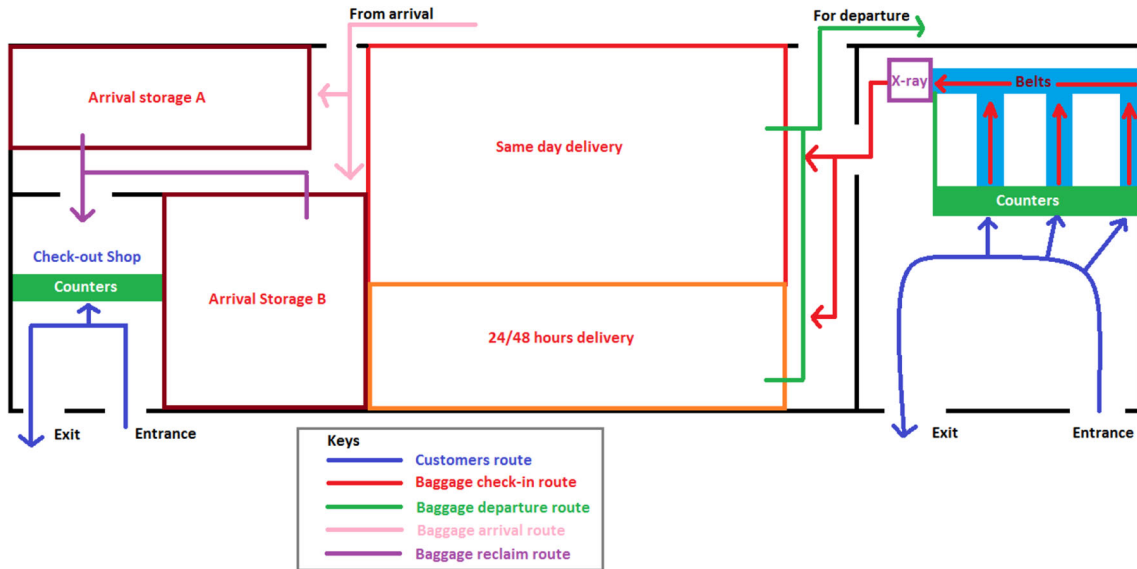 From arrival
For departure
Arrival storage A
X-ray
Belts
Same day delivery
Counters
Check-out Shop
Counters
Arrival Storage B
24/48 hours delivery
Exit
Entrance
Exit
Entrance
Keys
Customers route
Baggage check-in route
Baggage departure route
Baggage arrival route
Baggage reclaim route